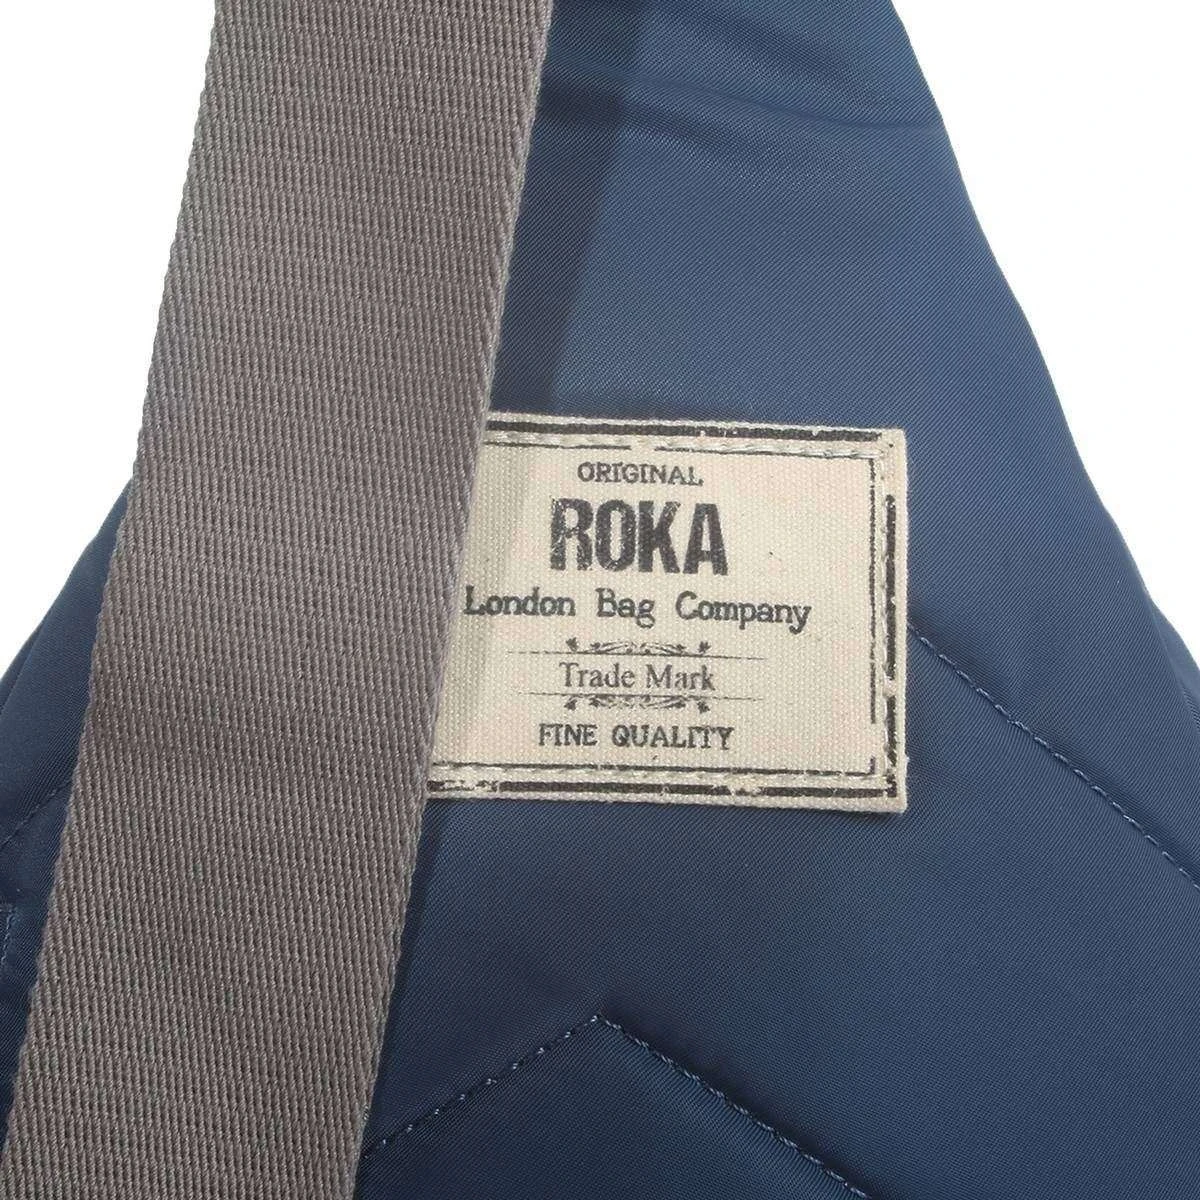 ORIGINAL
ROKA
London Bag Company
Trade Mark
FINE QUALITY